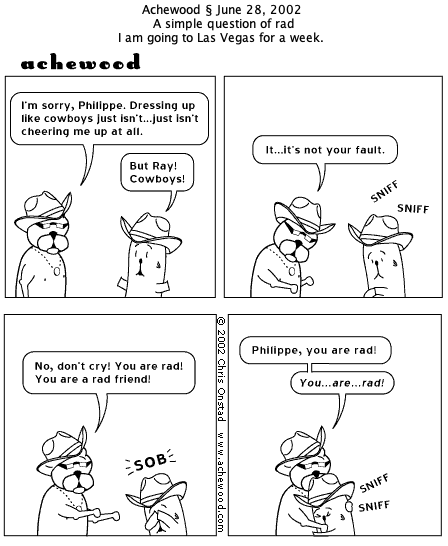 Achewood § June 28, 2002
A simple question of rad
I am going to Las Vegas for a week.
achewood
I'm sorry, Philippe. Dressing up
like cowboys just isn't...just isn't
cheering me up at all.
But Ray!
Cowboys!
It...it's not your fault.
SNIFF
SNIFF
No, don't cry! You are rad!
You are a rad friend!
SOB
© 2002 Chris Onstad www.achewood.com
Philippe, you are rad!
You...are...rad!
SNIFF
SNIFF